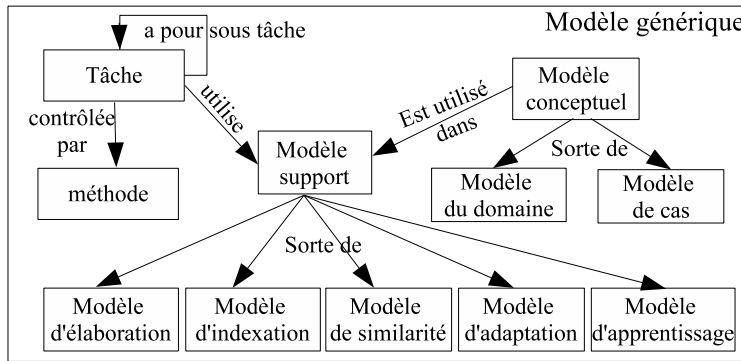 Modèle générique
a pour sous tâche
Tâche
utilise
contrôlée
par
méthode
Modèle
support
Est utilisé
dans
Modèle
conceptuel
Sorte de
Modèle
du domaine
Modèle
de cas
Sorte de
Modèle
d'élaboration
Modèle
d'indexation
Modèle
de similarité
Modèle
d'adaptation
Modèle
d'apprentissage